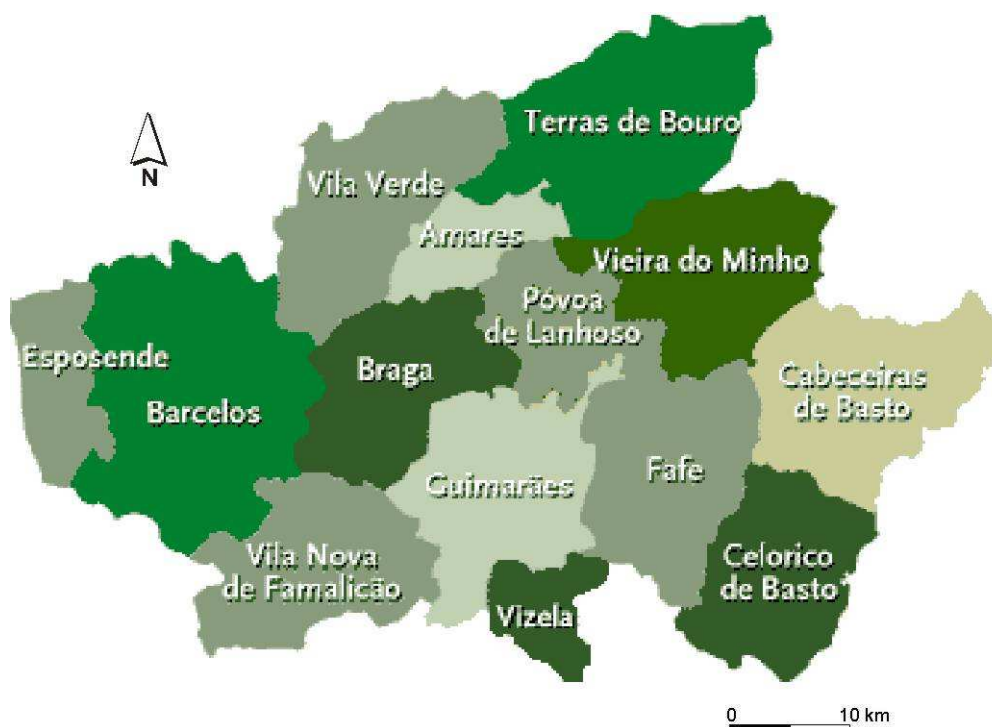 Terras de Bouro
N
Vila Verde
Amares
Vieira do Minho
Póvoa
de Lanhoso
Esposende
Braga
Cabeceiras
de Basto
Barcelos
Guimarães
Fafe
Vila Nova
de Famalicão
Celorico
de Basto
Vizela
0 10 km